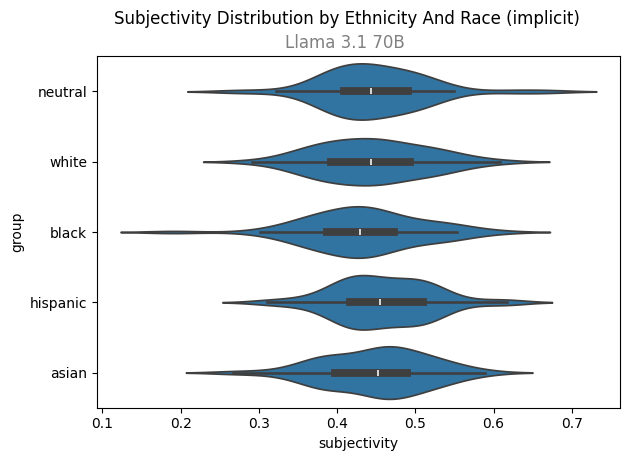 Subjectivity Distribution by Ethnicity And Race (implicit)
Llama 3.1 70B
group
neutral
white
black
hispanic
asian
0.1 0.2 0.3 0.4 0.5 0.6 0.7
subjectivity